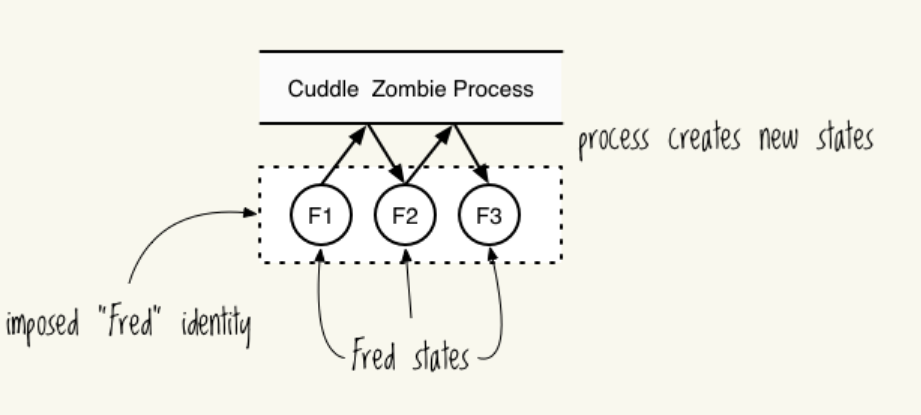 Cuddle Zombie Process
process creates new states
F1 F2 F3
imposed "Fred" identity
Fred states